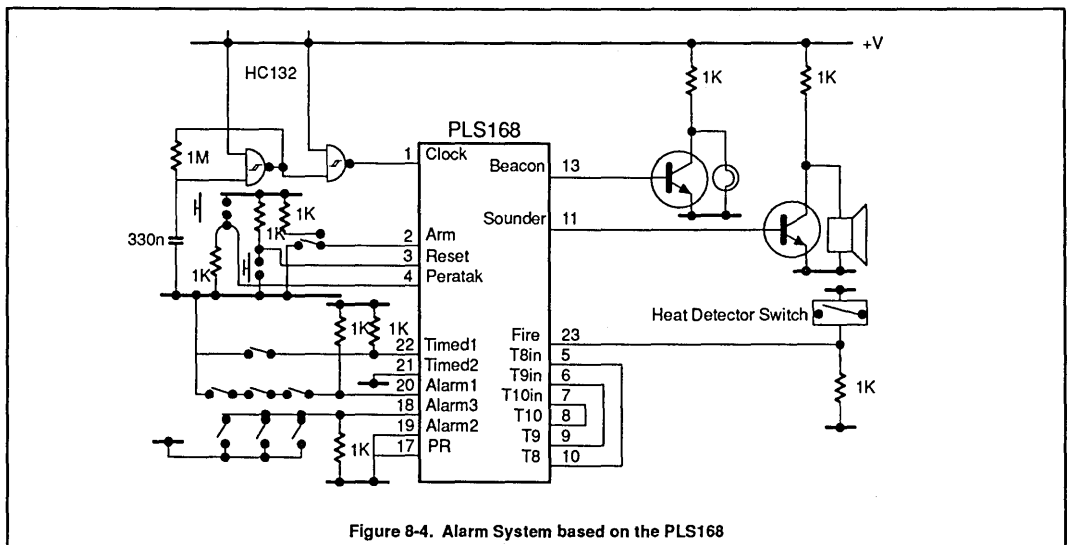 +V
HC132
1K
1K
PLS168
1M
1 Clock
Beacon 13
Sounder 11
1K
1K
330n
2 Arm
3 Reset
4 Peratak
1K
Heat Detector Switch
1K
1K
22 Timed1
21 Timed2
20 Alarm1
18 Alarm3
19 Alarm2
17 PR
1K
Fire 23
T8in 5
T9in 6
T10in 7
T10 8
T9 9
T8 10
1K
Figure 8-4. Alarm System based on the PLS168